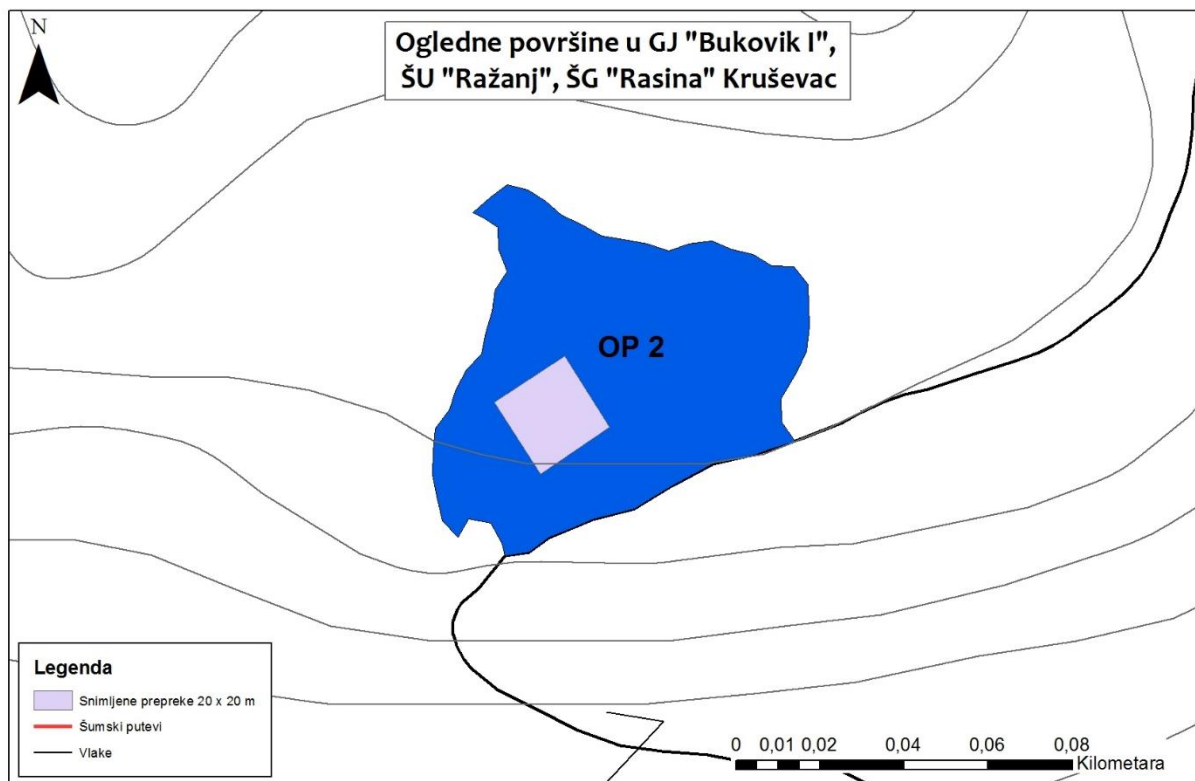 N
Ogledne površine u GJ "Bukovik I",
ŠU "Ražanj", ŠG "Rasina" Kruševac
OP 2
Legenda
Snimljene prepreke 20 x 20 m
Šumski putevi
Vlake
0 0,01 0,02 0,04 0,06 0,08
Kilometara